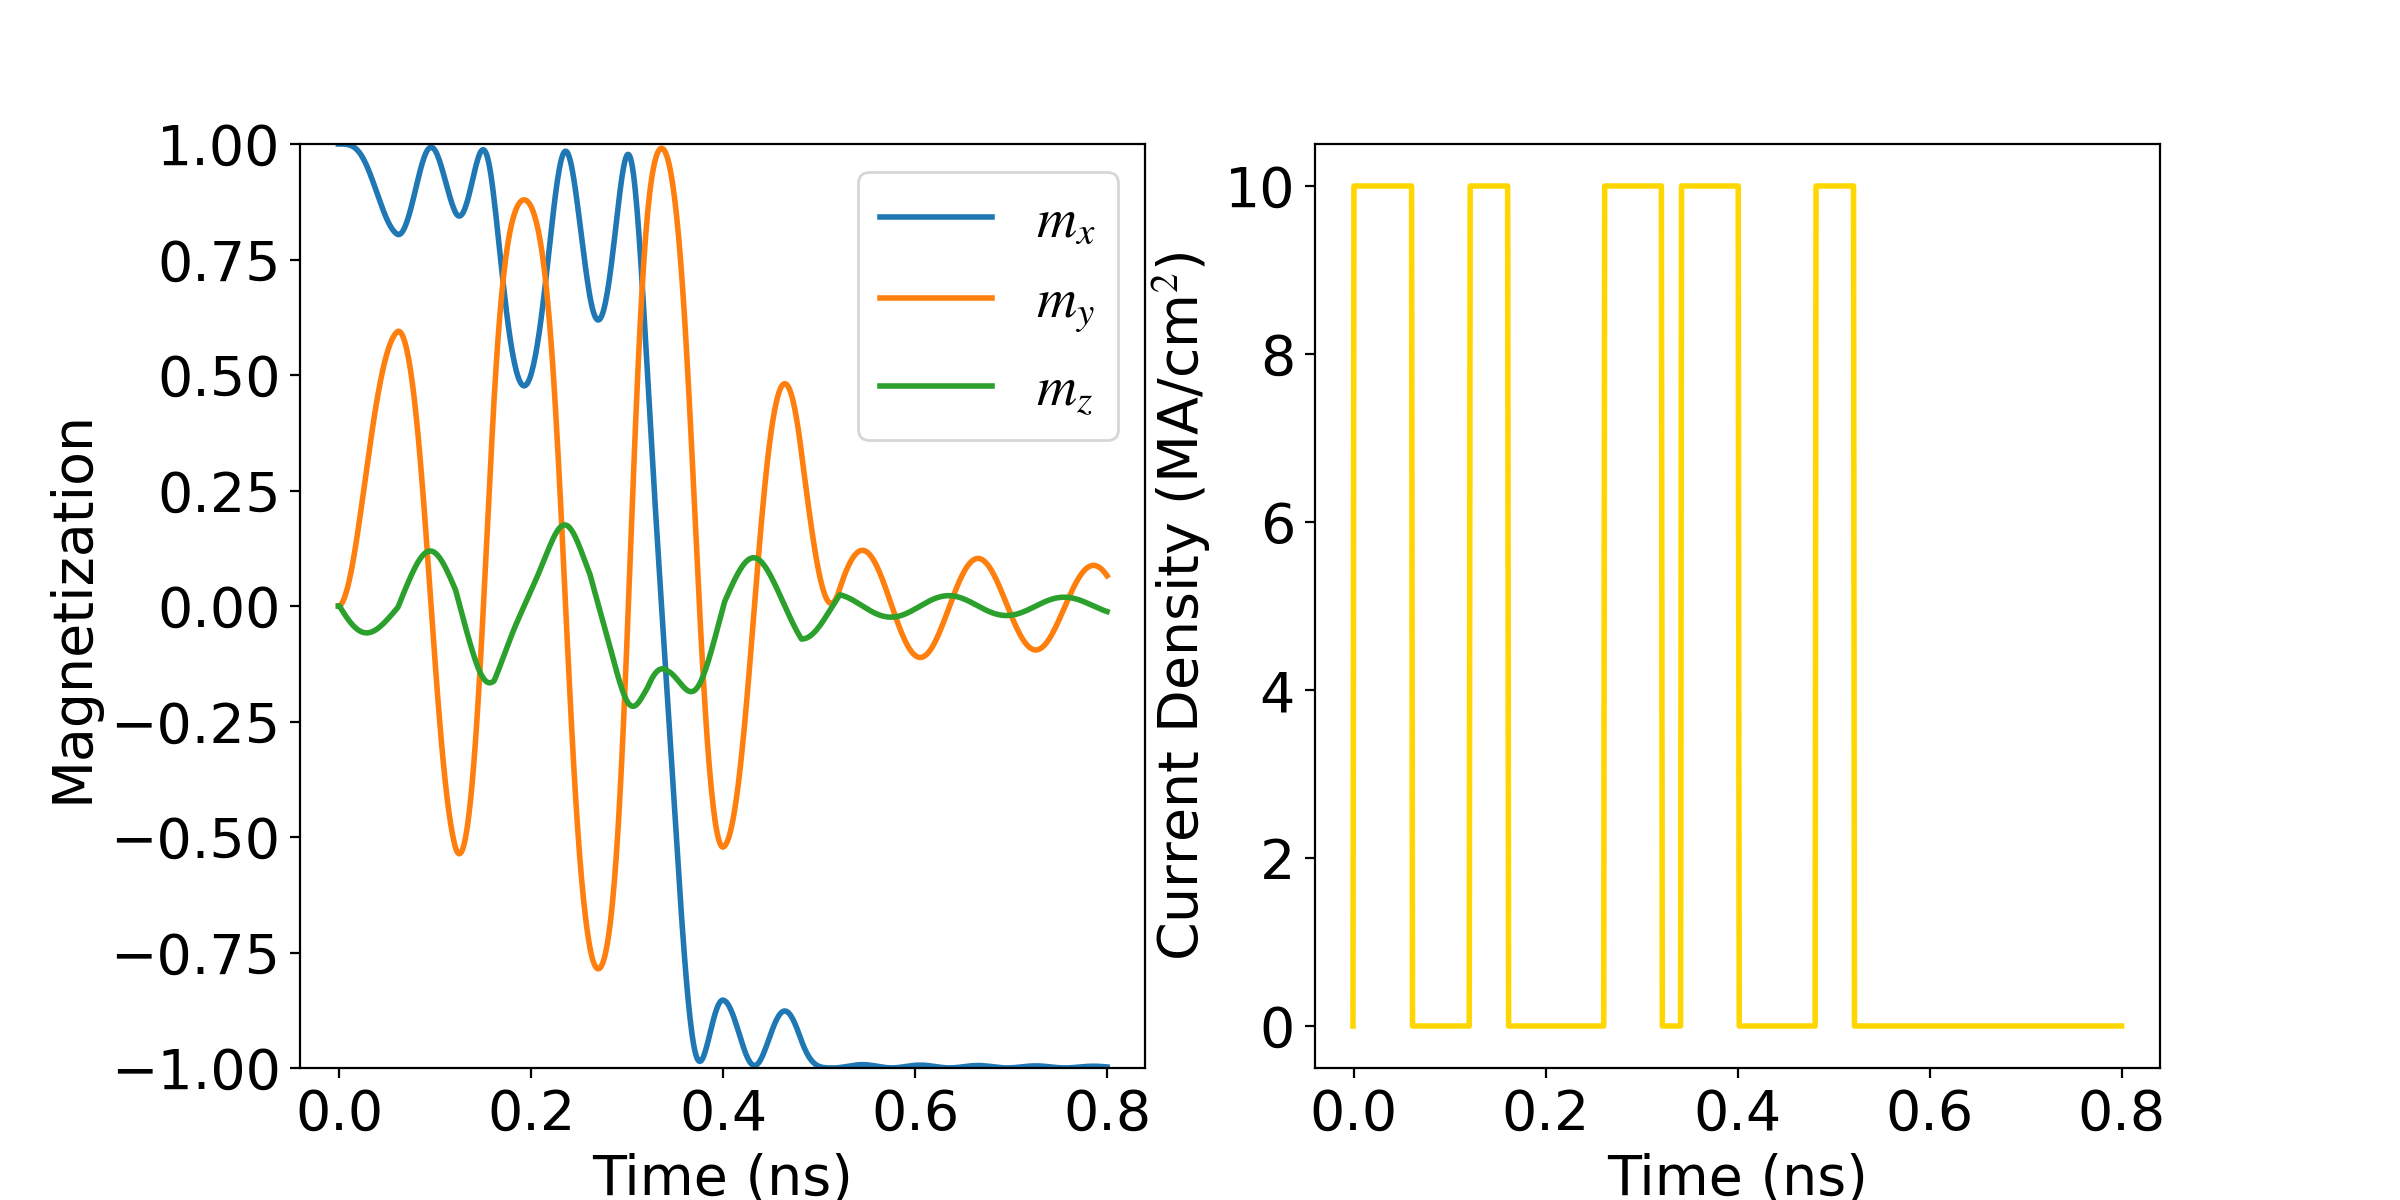 Magnetization
1.00
0.75
0.50
0.25
0.00
−0.25
−0.50
−0.75
−1.00
0.0 0.2 0.4 0.6 0.8
Time (ns)
m_x
m_y
m_z
Current Density (MA/cm²)
10
8
6
4
2
0
0.0 0.2 0.4 0.6 0.8
Time (ns)